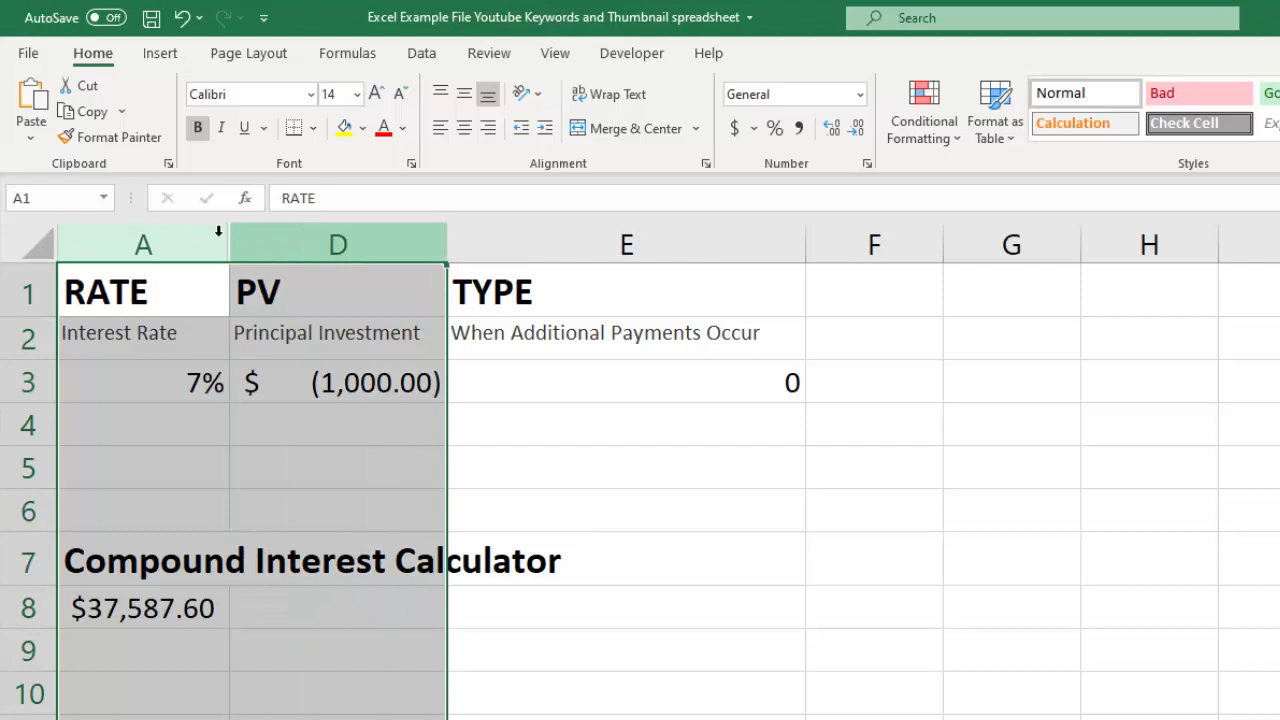 AutoSave Off Excel Example File Youtube Keywords and Thumbnail spreadsheet Search
File Home Insert Page Layout Formulas Data Review View Developer Help
Paste Cut Copy Format Painter
Calibri 14 A A
B I U A
ab Wrap Text
Merge & Center
General
$ % ,
Conditional Formatting Format as Table
Normal Bad
Calculation Check Cell
Clipboard Font Alignment Number Styles
A1 fx RATE
A D E F G H
1 RATE PV TYPE
2 Interest Rate Principal Investment When Additional Payments Occur
3 7% $ (1,000.00) 0
4
5
6
7 Compound Interest Calculator
8 $37,587.60
9
10